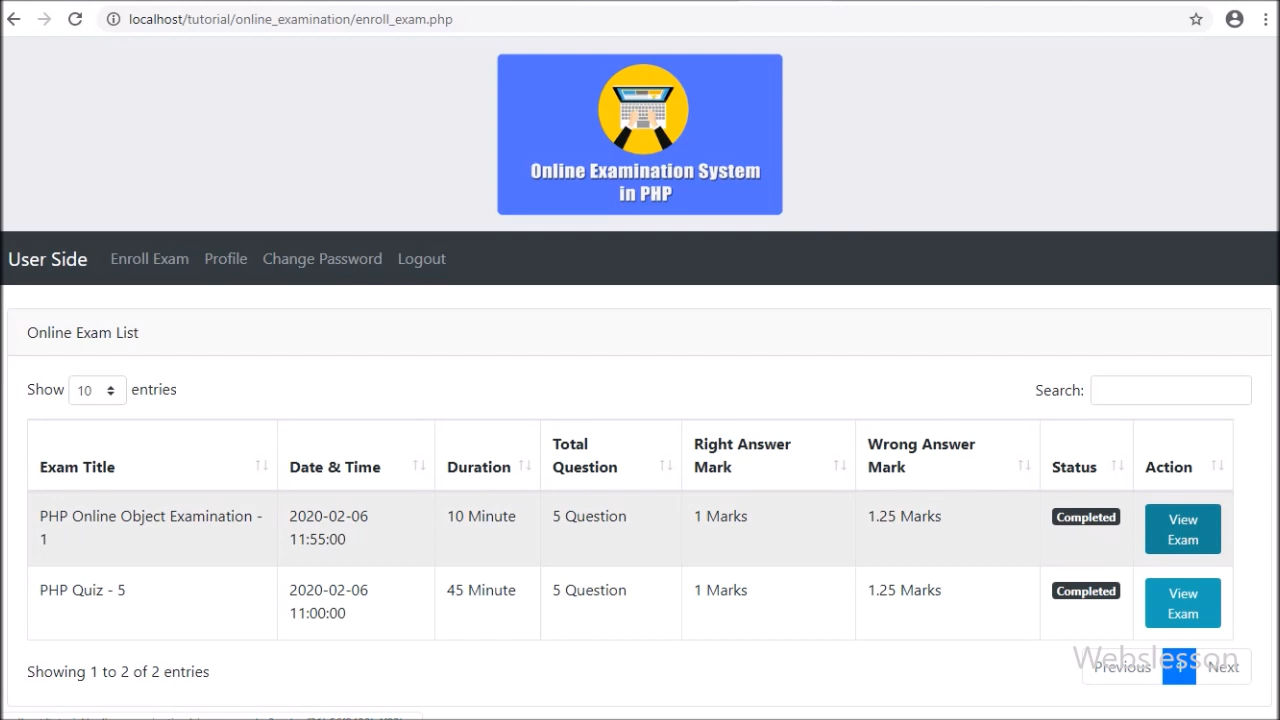 localhost/tutorial/online_examination/enroll_exam.php
Online Examination System
in PHP
User Side Enroll Exam Profile Change Password Logout
Online Exam List
Show 10 entries Search:
Exam Title Date & Time Duration Total Question Right Answer Mark Wrong Answer Mark Status Action
PHP Online Object Examination - 1 2020-02-06 11:55:00 10 Minute 5 Question 1 Marks 1.25 Marks Completed View Exam
PHP Quiz - 5 2020-02-06 11:00:00 45 Minute 5 Question 1 Marks 1.25 Marks Completed View Exam
Showing 1 to 2 of 2 entries Previous 1 Next
Webslesson